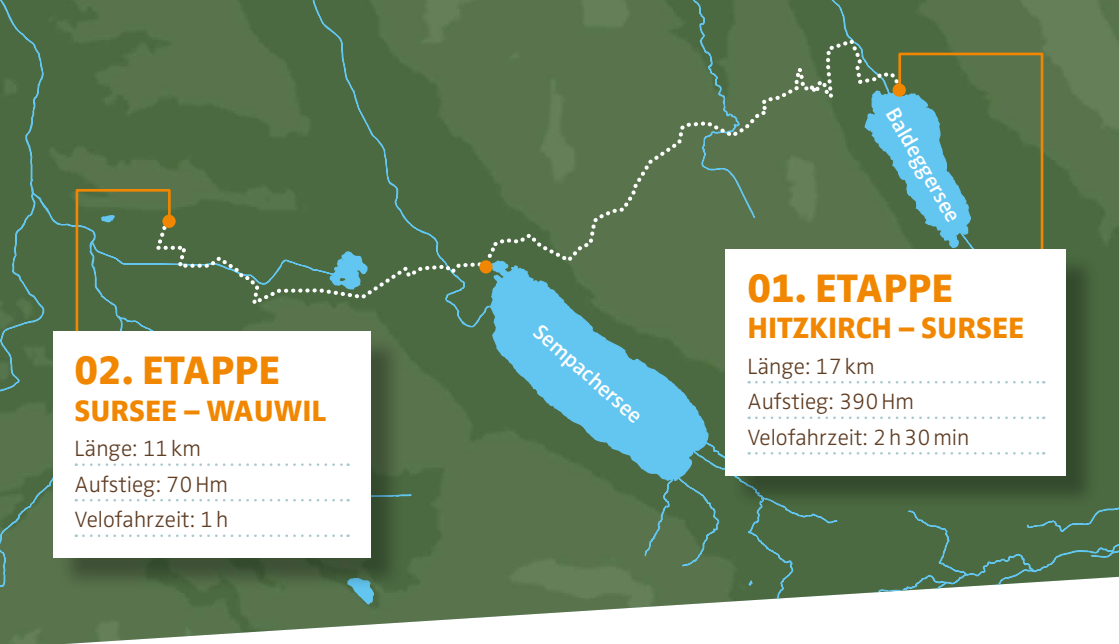 Baldeggersee
Sempachersee
01. ETAPPE
HITZKIRCH – SURSEE
Länge: 17 km
Aufstieg: 390 Hm
Velofahrzeit: 2 h 30 min
02. ETAPPE
SURSEE – WAUWIL
Länge: 11 km
Aufstieg: 70 Hm
Velofahrzeit: 1 h